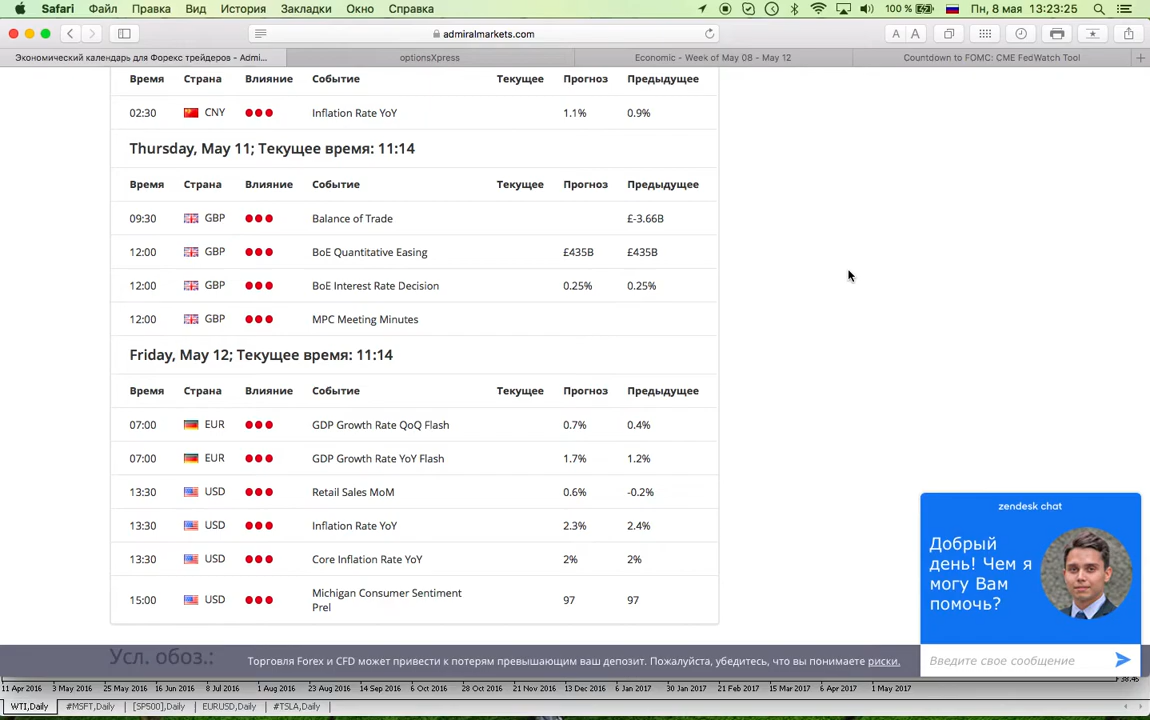 Safari Файл Правка Вид История Закладки Окно Справка 100 % Пн, 8 мая 13:23:25
admiralmarkets.com A A
Экономический календарь для Форекс трейдеров - Admi... optionsXpress Economic - Week of May 08 - May 12 Countdown to FOMC: CME FedWatch Tool
Время Страна Влияние Событие Текущее Прогноз Предыдущее
02:30 CNY Inflation Rate YoY 1.1% 0.9%
Thursday, May 11; Текущее время: 11:14
Время Страна Влияние Событие Текущее Прогноз Предыдущее
09:30 GBP Balance of Trade £-3.66B
12:00 GBP BoE Quantitative Easing £435B £435B
12:00 GBP BoE Interest Rate Decision 0.25% 0.25%
12:00 GBP MPC Meeting Minutes
Friday, May 12; Текущее время: 11:14
Время Страна Влияние Событие Текущее Прогноз Предыдущее
07:00 EUR GDP Growth Rate QoQ Flash 0.7% 0.4%
07:00 EUR GDP Growth Rate YoY Flash 1.7% 1.2%
13:30 USD Retail Sales MoM 0.6% -0.2%
13:30 USD Inflation Rate YoY 2.3% 2.4%
13:30 USD Core Inflation Rate YoY 2% 2%
15:00 USD Michigan Consumer Sentiment Prel 97 97
zendesk chat
Добрый
день! Чем я
могу Вам
помочь?
Введите свое сообщение
Усл. обоз.:
Торговля Forex и CFD может привести к потерям превышающим ваш депозит. Пожалуйста, убедитесь, что вы понимаете риски.
11 Apr 2016 3 May 2016 25 May 2016 16 Jun 2016 8 Jul 2016 1 Aug 2016 23 Aug 2016 14 Sep 2016 6 Oct 2016 28 Oct 2016 21 Nov 2016 13 Dec 2016 6 Jan 2017 30 Jan 2017 21 Feb 2017 15 Mar 2017 6 Apr 2017 1 May 2017
WTI,Daily #MSFT,Daily [SP500],Daily EURUSD,Daily #TSLA,Daily